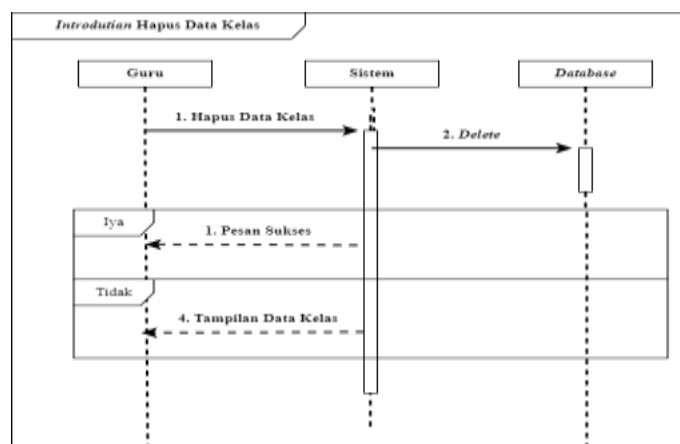 Introdutian Hapus Data Kelas
Guru
Sistem
Database
1. Hapus Data Kelas
2. Delete
Iya
1. Pesan Sukses
Tidak
4. Tampilan Data Kelas